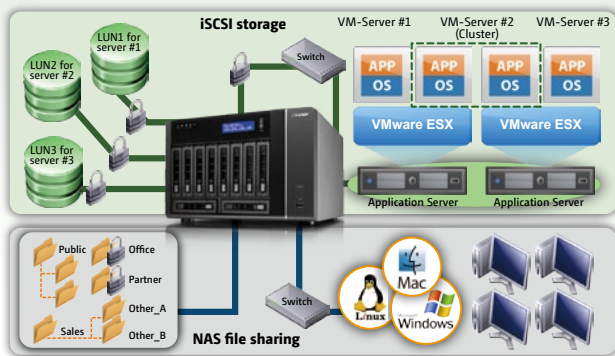 iSCSI storage
LUN1 for
server #1
LUN2 for
server #2
LUN3 for
server #3
Switch
VM-Server #1
VM-Server #2
(Cluster)
VM-Server #3
APP
OS
APP
OS
APP
OS
APP
OS
VMware ESX
VMware ESX
Application Server
Application Server
Public
Office
Partner
Other_A
Sales
Other_B
Switch
NAS file sharing
Linux
Mac
Windows